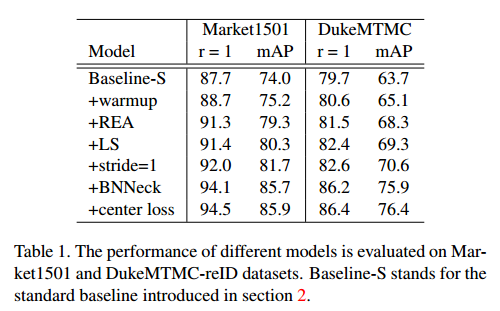 Market1501 DukeMTMC
Model r = 1 mAP r = 1 mAP
Baseline-S 87.7 74.0 79.7 63.7
+warmup 88.7 75.2 80.6 65.1
+REA 91.3 79.3 81.5 68.3
+LS 91.4 80.3 82.4 69.3
+stride=1 92.0 81.7 82.6 70.6
+BNNeck 94.1 85.7 86.2 75.9
+center loss 94.5 85.9 86.4 76.4
Table 1. The performance of different models is evaluated on Mar-
ket1501 and DukeMTMC-reID datasets. Baseline-S stands for the
standard baseline introduced in section 2.